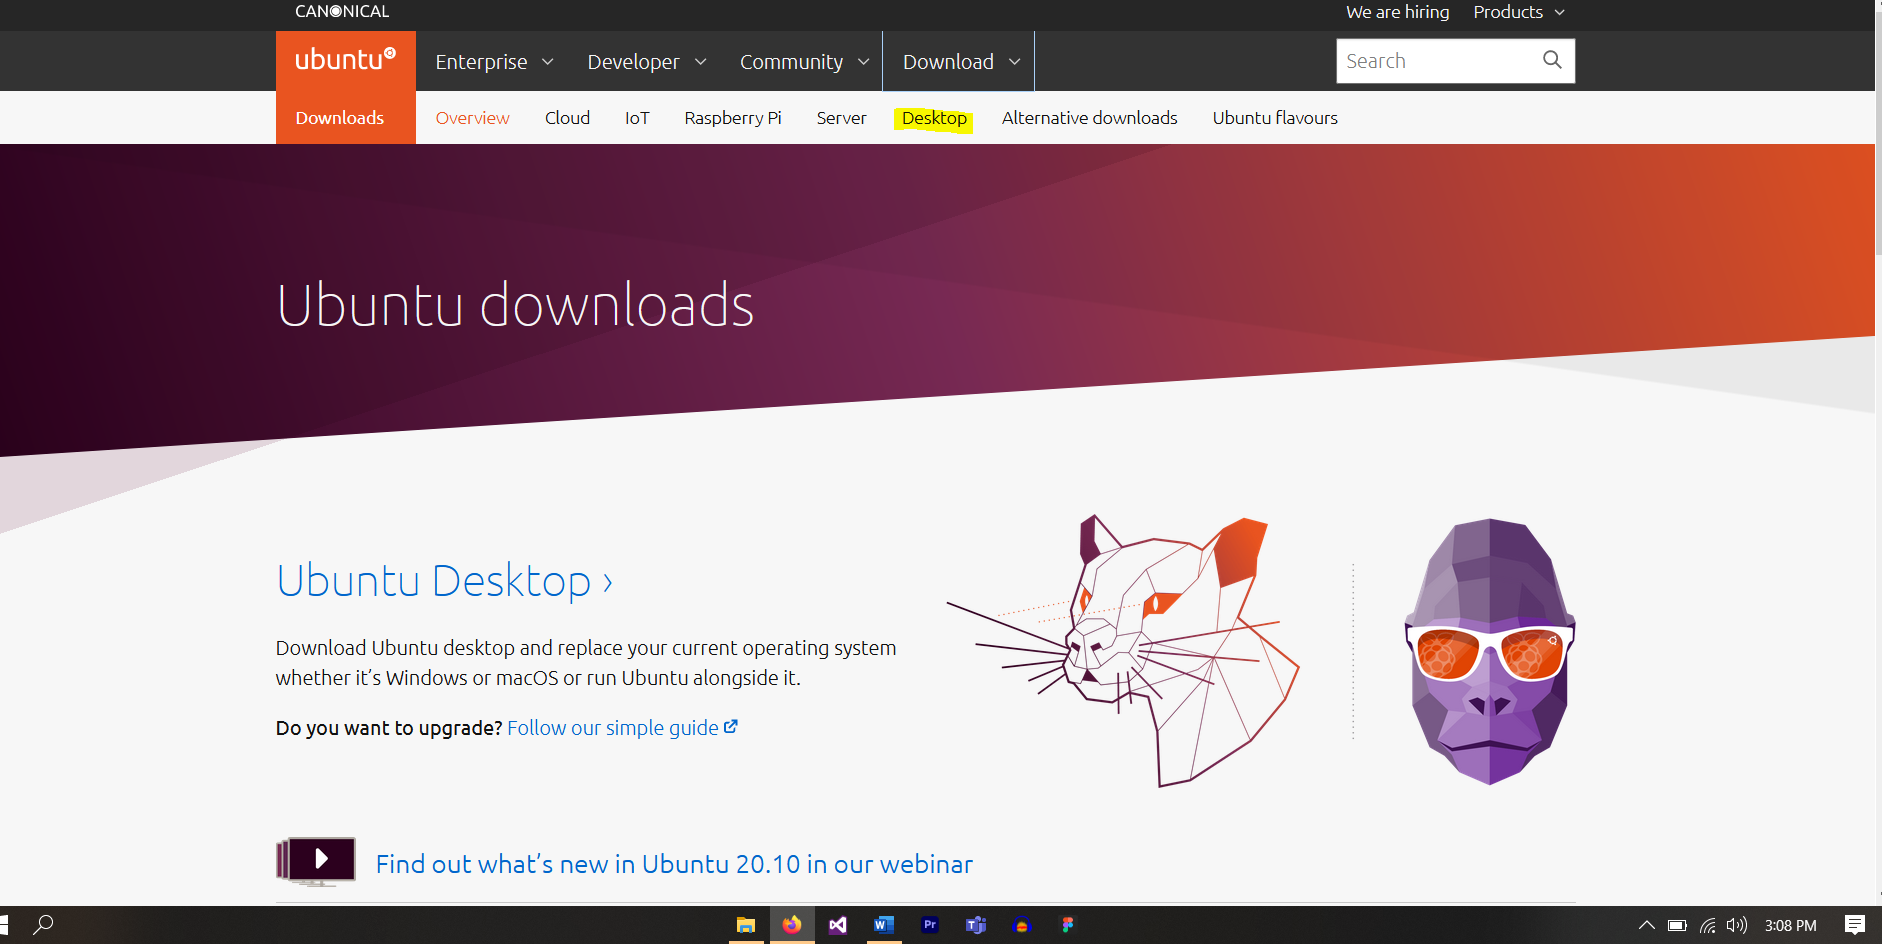 CANONICAL
We are hiring Products
ubuntu Enterprise Developer Community Download Search
Downloads Overview Cloud IoT Raspberry Pi Server Desktop Alternative downloads Ubuntu flavours
Ubuntu downloads
Ubuntu Desktop ›
Download Ubuntu desktop and replace your current operating system
whether it’s Windows or macOS or run Ubuntu alongside it.
Do you want to upgrade? Follow our simple guide
Find out what’s new in Ubuntu 20.10 in our webinar
W Pr T 3:08 PM